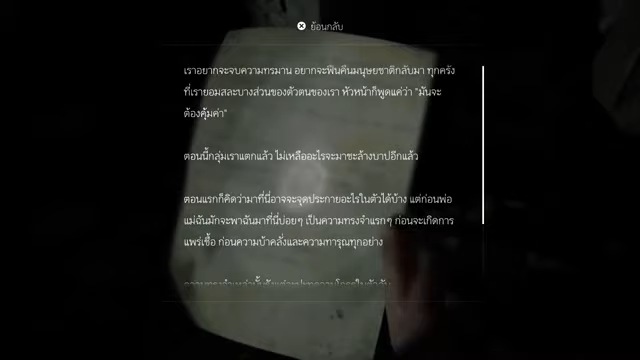 ย้อนกลับ
เราอยากจะจบความทรมาน อยากจะฟื้นคืนมนุษยชาติกลับมา ทุกครั้ง
ที่เรายอมสละบางส่วนของตัวตนของเรา หัวหน้าก็พูดแค่ว่า "มันจะ
ต้องคุ้มค่า"
ตอนนี้กลุ่มเราแตกแล้ว ไม่เหลืออะไรจะมาชะล้างบาปอีกแล้ว
ตอนแรกก็คิดว่ามาที่นี่อาจจะจุดประกายอะไรในตัวได้บ้าง แต่ก่อนพ่อ
แม่ฉันมักจะพาฉันมาที่นี่บ่อยๆ เป็นความทรงจำแรกๆ ก่อนจะเกิดการ
แพร่เชื้อ ก่อนความบ้าคลั่งและความทารุณทุกอย่าง